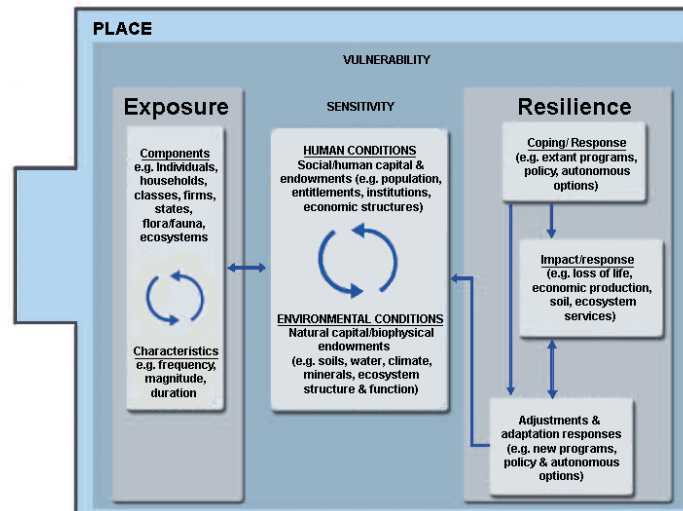 PLACE
VULNERABILITY
Exposure
Components
e.g. Individuals,
households,
classes, firms,
states,
flora/fauna,
ecosystems
Characteristics
e.g. frequency,
magnitude,
duration
SENSITIVITY
HUMAN CONDITIONS
Social/human capital &
endowments (e.g. population,
entitlements, institutions,
economic structures)
ENVIRONMENTAL CONDITIONS
Natural capital/biophysical
endowments
(e.g. soils, water, climate,
minerals, ecosystem
structure & function)
Resilience
Coping/ Response
(e.g. extant programs,
policy, autonomous
options)
Impact/response
(e.g. loss of life,
economic production,
soil, ecosystem
services)
Adjustments &
adaptation responses
(e.g. new programs,
policy & autonomous
options)